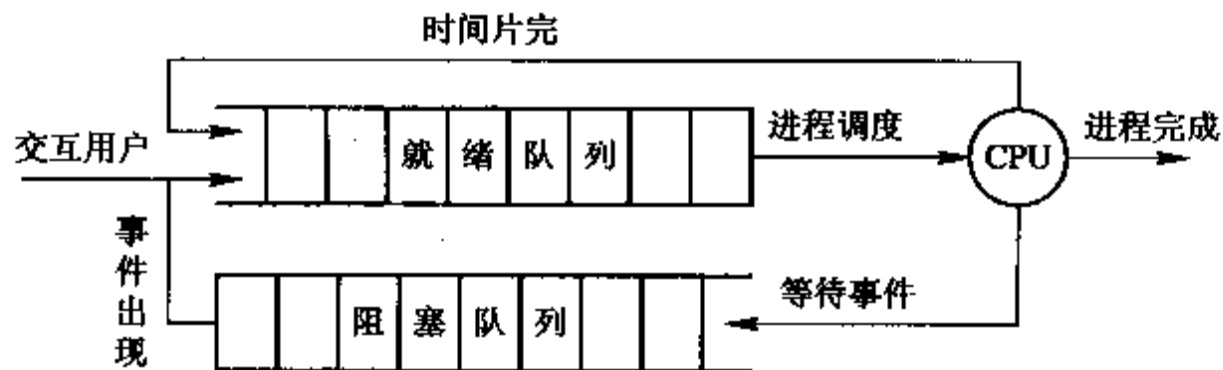 时间片完
交互用户
就绪队列
进程调度
CPU
进程完成
事件出现
阻塞队列
等待事件